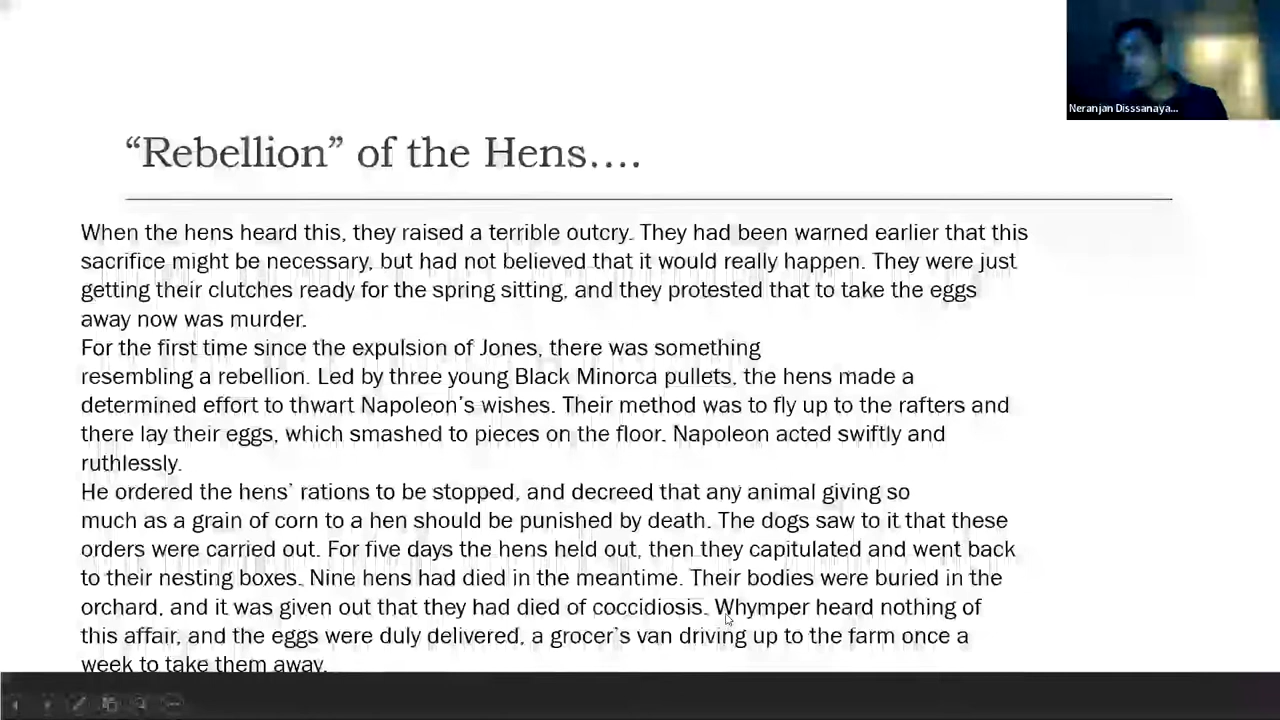 Neranjan Disssanaya...
“Rebellion” of the Hens....
When the hens heard this, they raised a terrible outcry. They had been warned earlier that this
sacrifice might be necessary, but had not believed that it would really happen. They were just
getting their clutches ready for the spring sitting, and they protested that to take the eggs
away now was murder.
For the first time since the expulsion of Jones, there was something
resembling a rebellion. Led by three young Black Minorca pullets, the hens made a
determined effort to thwart Napoleon’s wishes. Their method was to fly up to the rafters and
there lay their eggs, which smashed to pieces on the floor. Napoleon acted swiftly and
ruthlessly.
He ordered the hens’ rations to be stopped, and decreed that any animal giving so
much as a grain of corn to a hen should be punished by death. The dogs saw to it that these
orders were carried out. For five days the hens held out, then they capitulated and went back
to their nesting boxes. Nine hens had died in the meantime. Their bodies were buried in the
orchard, and it was given out that they had died of coccidiosis. Whymper heard nothing of
this affair, and the eggs were duly delivered, a grocer’s van driving up to the farm once a
week to take them away.